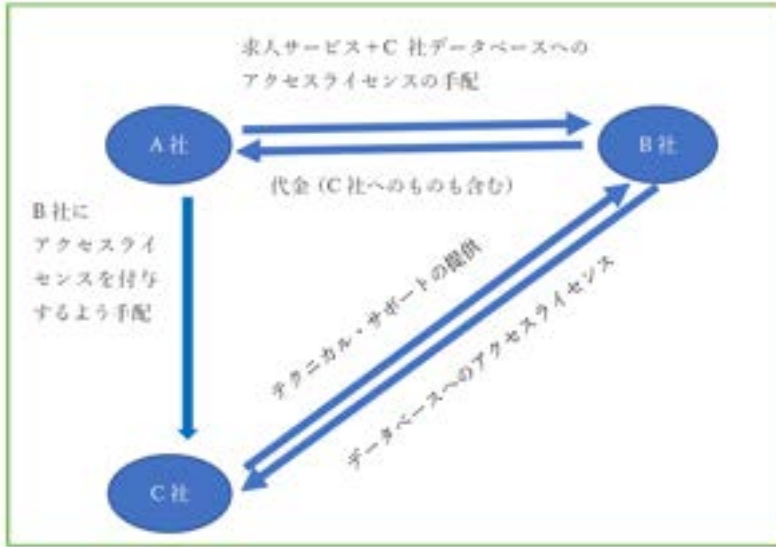 求人サービス+C 社データベースへの
アクセスライセンスの手配
A 社
B 社
代金 (C 社へのものも含む)
B 社に
アクセスライ
センスを付与
するよう手配
テクニカル・サポートの提供
データベースへのアクセスライセンス
C 社